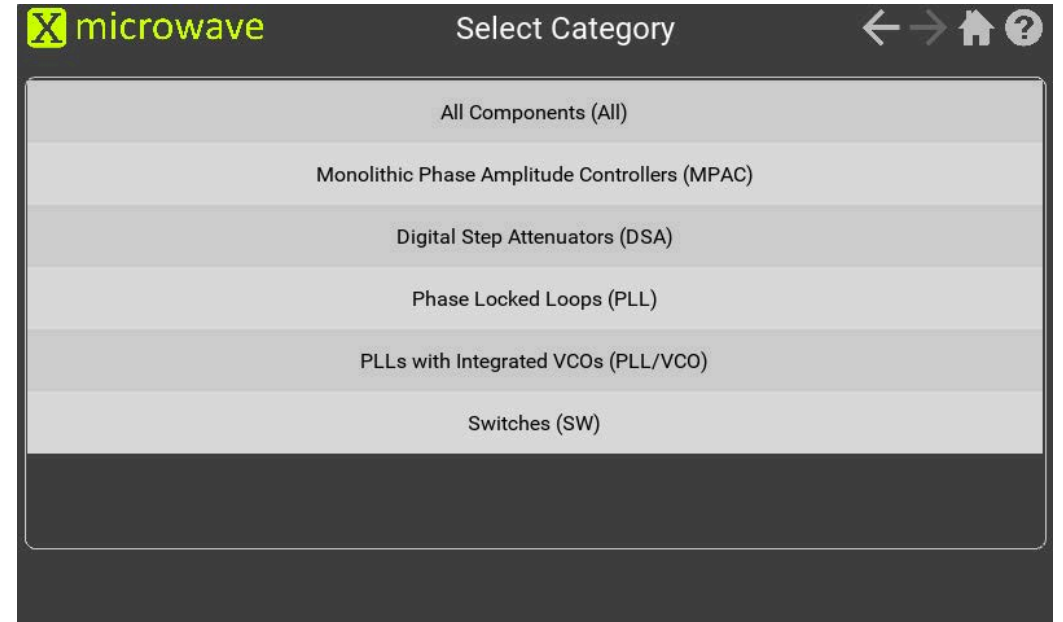 X microwave
Select Category
?
All Components (All)
Monolithic Phase Amplitude Controllers (MPAC)
Digital Step Attenuators (DSA)
Phase Locked Loops (PLL)
PLLs with Integrated VCOs (PLL/VCO)
Switches (SW)